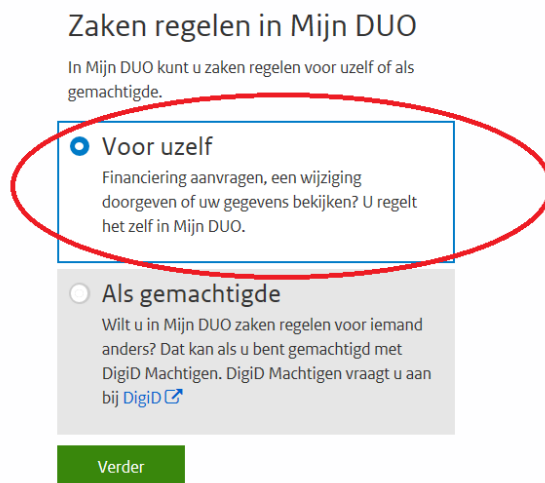 Zaken regelen in Mijn DUO
In Mijn DUO kunt u zaken regelen voor uzelf of als
gemachtigde.
Voor uzelf
Financiering aanvragen, een wijziging
doorgeven of uw gegevens bekijken? U regelt
het zelf in Mijn DUO.
Als gemachtigde
Wilt u in Mijn DUO zaken regelen voor iemand
anders? Dat kan als u bent gemachtigd met
DigiD Machtigen. DigiD Machtigen vraagt u aan
bij DigiD
Verder